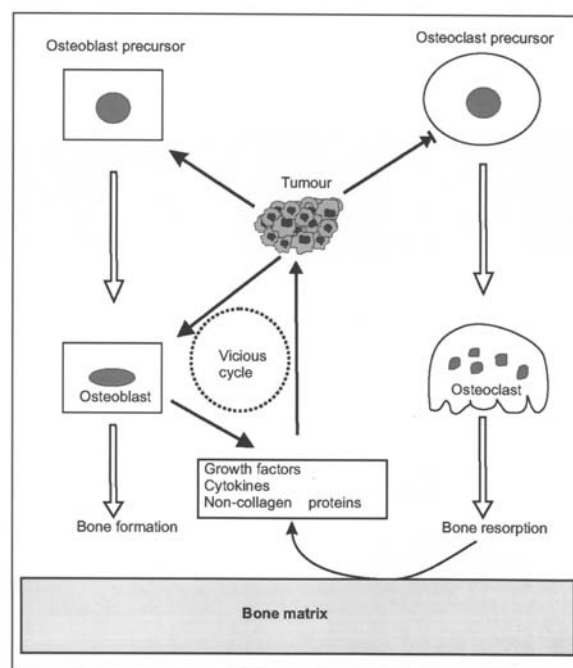 Osteoblast precursor
Osteoclast precursor
Tumour
Vicious
cycle
Osteoblast
Osteoclast
Growth factors
Cytokines
Non-collagen proteins
Bone formation
Bone resorption
Bone matrix